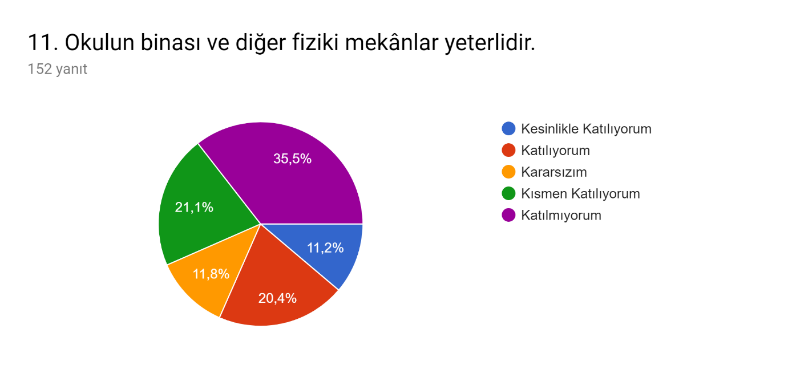 11. Okulun binası ve diğer fiziki mekânlar yeterlidir.
152 yanıt
35,5%
21,1%
11,2%
11,8%
20,4%
Kesinlikle Katılıyorum
Katılıyorum
Kararsızım
Kısmen Katılıyorum
Katılmıyorum